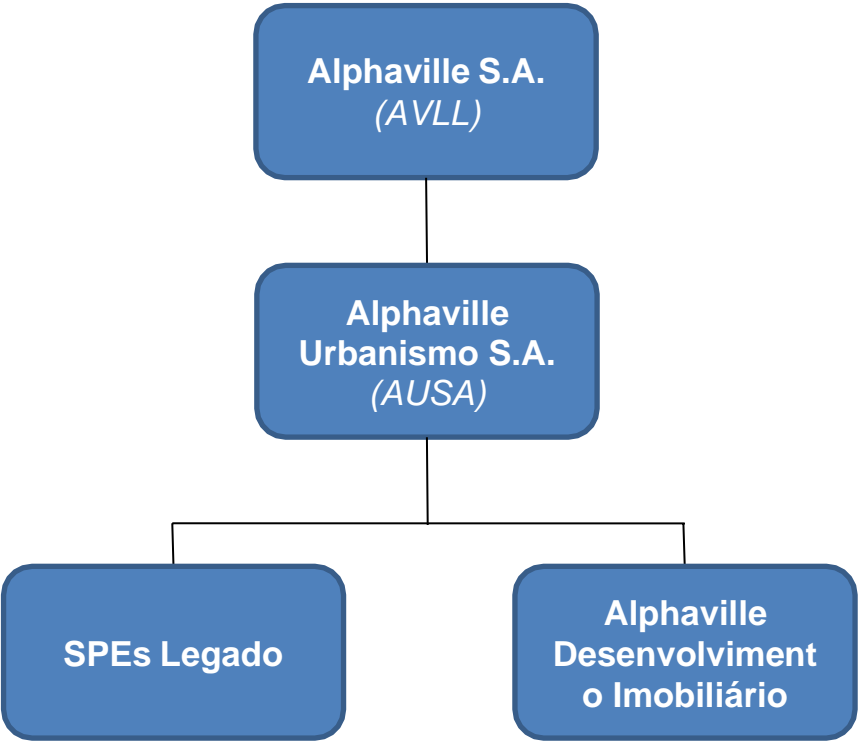 Alphaville S.A.
(AVLL)
Alphaville
Urbanismo S.A.
(AUSA)
SPEs Legado
Alphaville
Desenvolviment
o Imobiliário